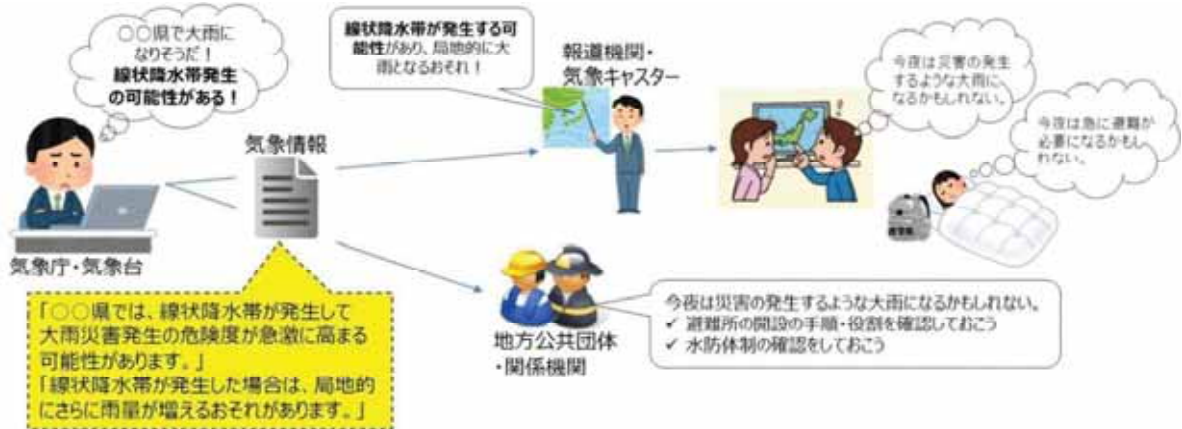 ○○県で大雨に
なりそうだ！
線状降水帯発生
の可能性がある！
気象庁・気象台
気象情報
「○○県では、線状降水帯が発生して
大雨災害発生の危険度が急激に高まる
可能性があります。」
「線状降水帯が発生した場合は、局地的
にさらに雨量が増えるおそれがあります。」
線状降水帯が発生する可
能性があり、局地的に大
雨となるおそれ！
報道機関・
気象キャスター
今夜は災害の発生
するような大雨に
なるかもしれない。
今夜は急に避難が
必要になるかもし
れない。
地方公共団体
・関係機関
今夜は災害の発生するような大雨になるかもしれない。
✓ 避難所の開設の手順・役割を確認しておこう
✓ 水防体制の確認をしておこう